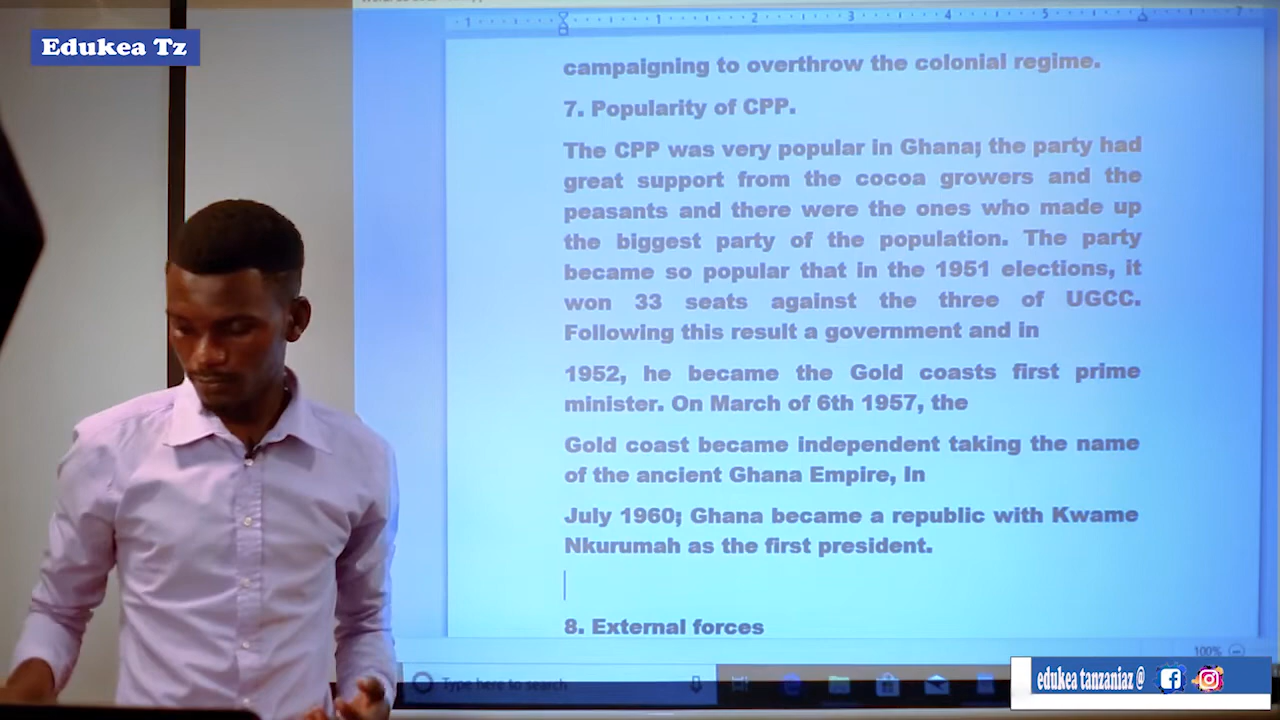 Edukea Tz
campaigning to overthrow the colonial regime.
7. Popularity of CPP.
The CPP was very popular in Ghana; the party had
great support from the cocoa growers and the
peasants and there were the ones who made up
the biggest party of the population. The party
became so popular that in the 1951 elections, it
won 33 seats against the three of UGCC.
Following this result a government and in
1952, he became the Gold coasts first prime
minister. On March of 6th 1957, the
Gold coast became independent taking the name
of the ancient Ghana Empire, In
July 1960; Ghana became a republic with Kwame
Nkurumah as the first president.
8. External forces
100%
Type here to search
edukea tanzaniaz @